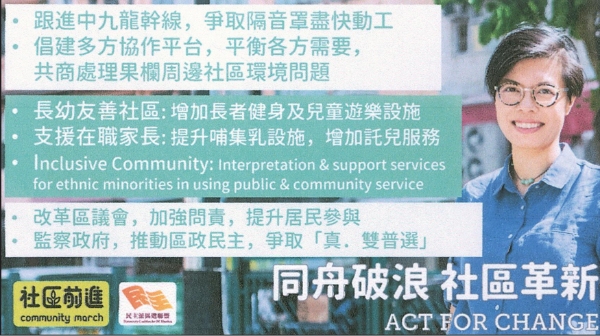 • 跟進中九龍幹線，爭取隔音罩盡快動工
• 倡建多方協作平台，平衡各方需要，
共商處理果欄周邊社區環境問題
• 長幼友善社區: 增加長者健身及兒童遊樂設施
• 支援在職家長: 提升哺集乳設施，增加託兒服務
• Inclusive Community: Interpretation & support services
for ethnic minorities in using public & community service
• 改革區議會，加強問責，提升居民參與
• 監察政府，推動區政民主，爭取「真．雙普選」
同舟破浪 社區革新
ACT FOR CHANGE
社區前進
community march
民主